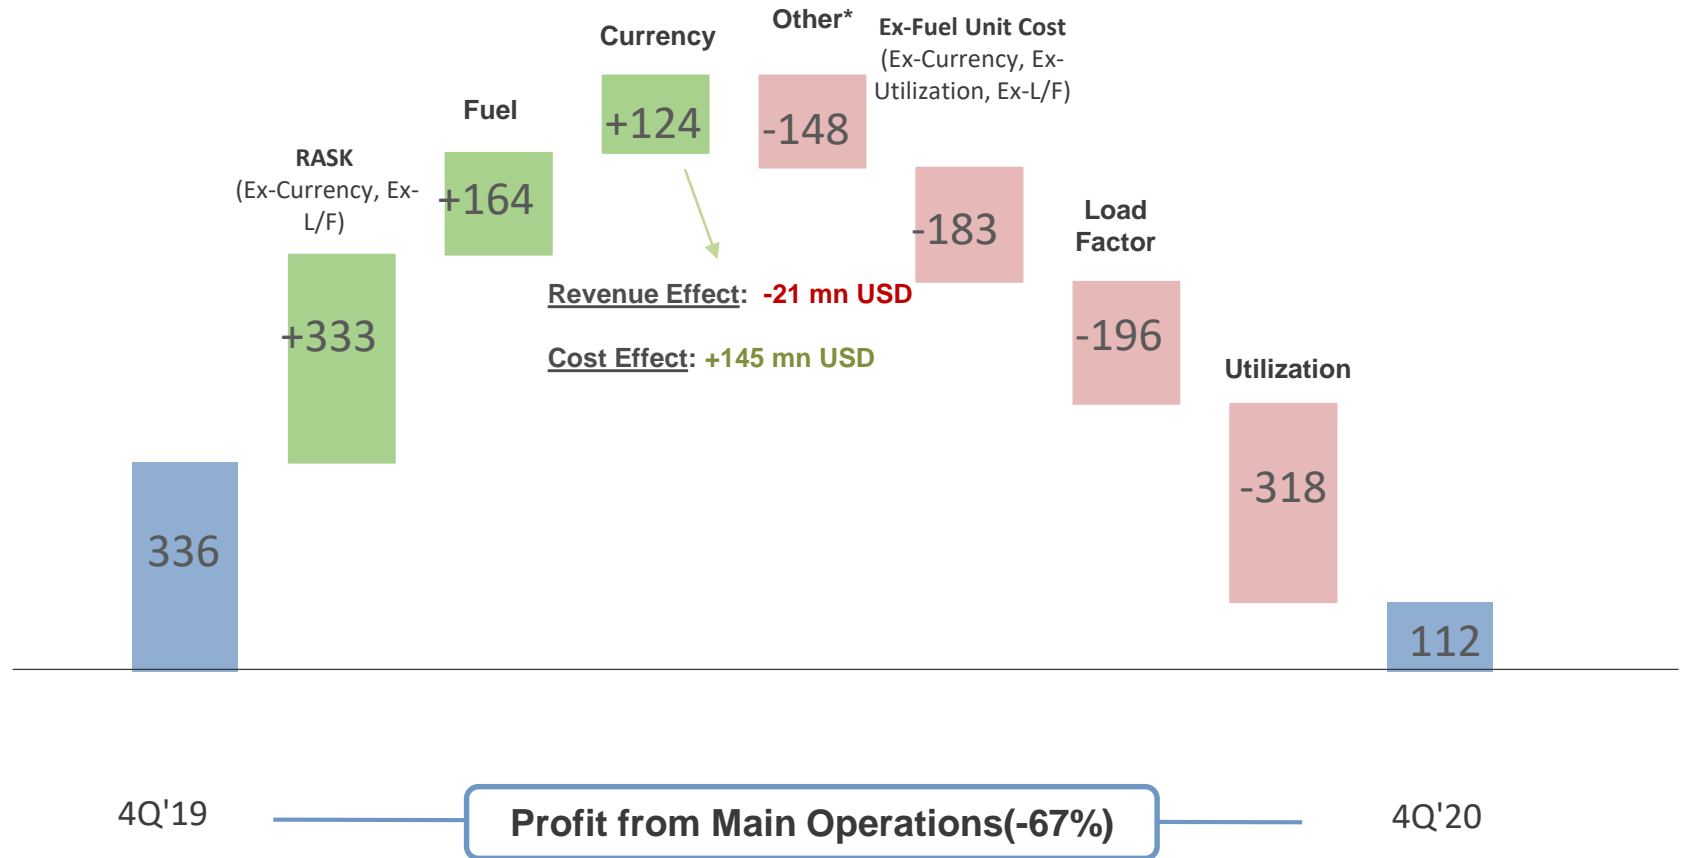 Other*
Currency
Ex-Fuel Unit Cost
(Ex-Currency, Ex-
Utilization, Ex-L/F)
Fuel
+124
-148
RASK
(Ex-Currency, Ex-
L/F)
+164
-183
Load
Factor
Revenue Effect: -21 mn USD
+333
-196
Cost Effect: +145 mn USD
Utilization
-318
336
112
4Q'19
Profit from Main Operations(-67%)
4Q'20